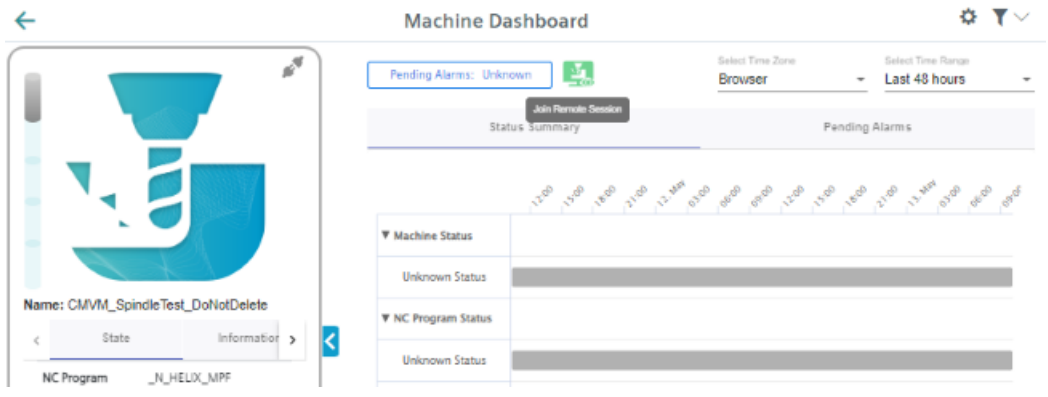 Machine Dashboard
Pending Alarms: Unknown
Select Time Zone
Browser
Select Time Range
Last 48 hours
Join Remote Session
Status Summary
Pending Alarms
12:00 15:00 18:00 21:00 12. May 03:00 06:00 09:00 12:00 15:00 18:00 21:00 13. May 03:00 06:00 09:00
Machine Status
Unknown Status
NC Program Status
Unknown Status
Name: CMVM_SpindleTest_DoNotDelete
State
Information
NC Program _N_HELIX_MPF